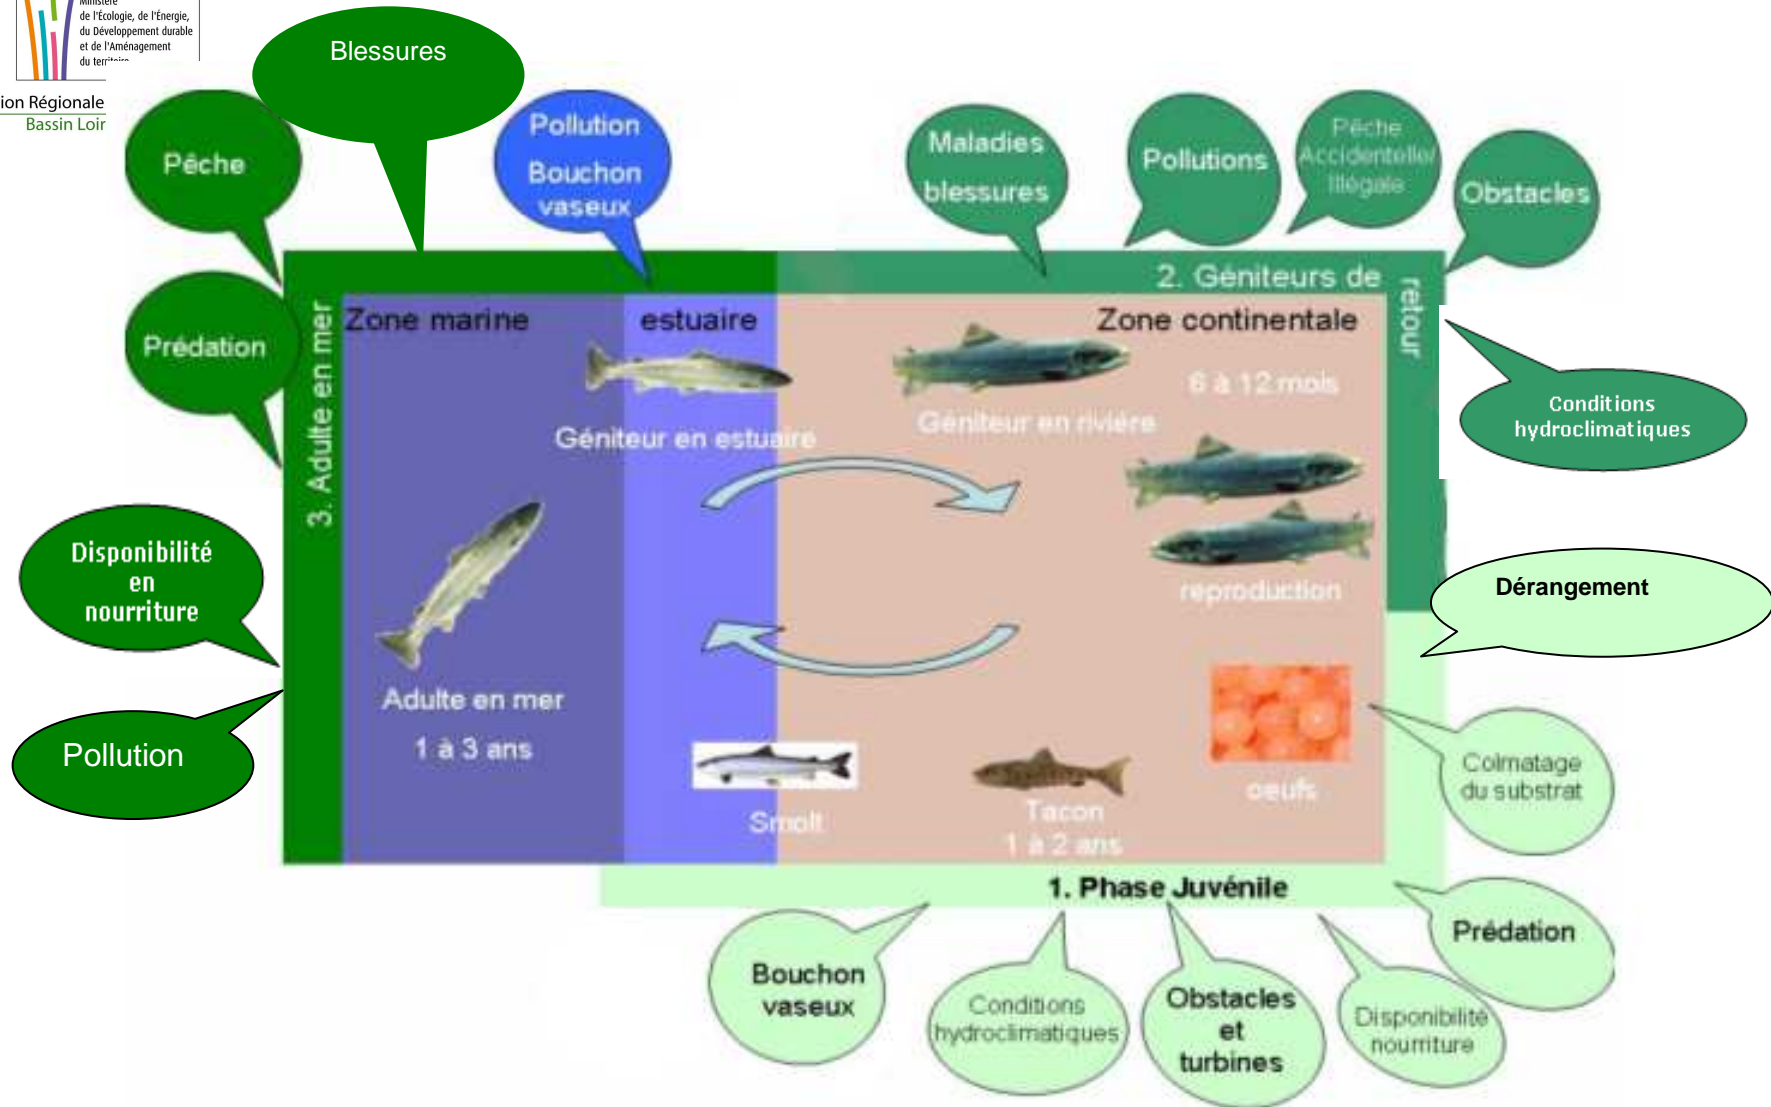 Ministère
de l'Écologie, de l'Énergie,
du Développement durable
et de l'Aménagement
du territoire
ion Régionale
Bassin Loir
Blessures
Pêche
Pollution
Bouchon
vaseux
Maladies
blessures
Pollutions
Pêche
Accidentelle/
Illégale
Obstacles
Prédation
2. Géniteurs de
retour
3. Adulte en mer
Zone marine
estuaire
Zone continentale
6 à 12 mois
Géniteur en estuaire
Géniteur en rivière
Conditions
hydroclimatiques
Disponibilité
en
nourriture
reproduction
Dérangement
Pollution
Adulte en mer
1 à 3 ans
Smolt
Tacon
1 à 2 ans
oeufs
Colmatage
du substrat
1. Phase Juvénile
Prédation
Bouchon
vaseux
Conditions
hydroclimatiques
Obstacles
et
turbines
Disponibilité
nourriture